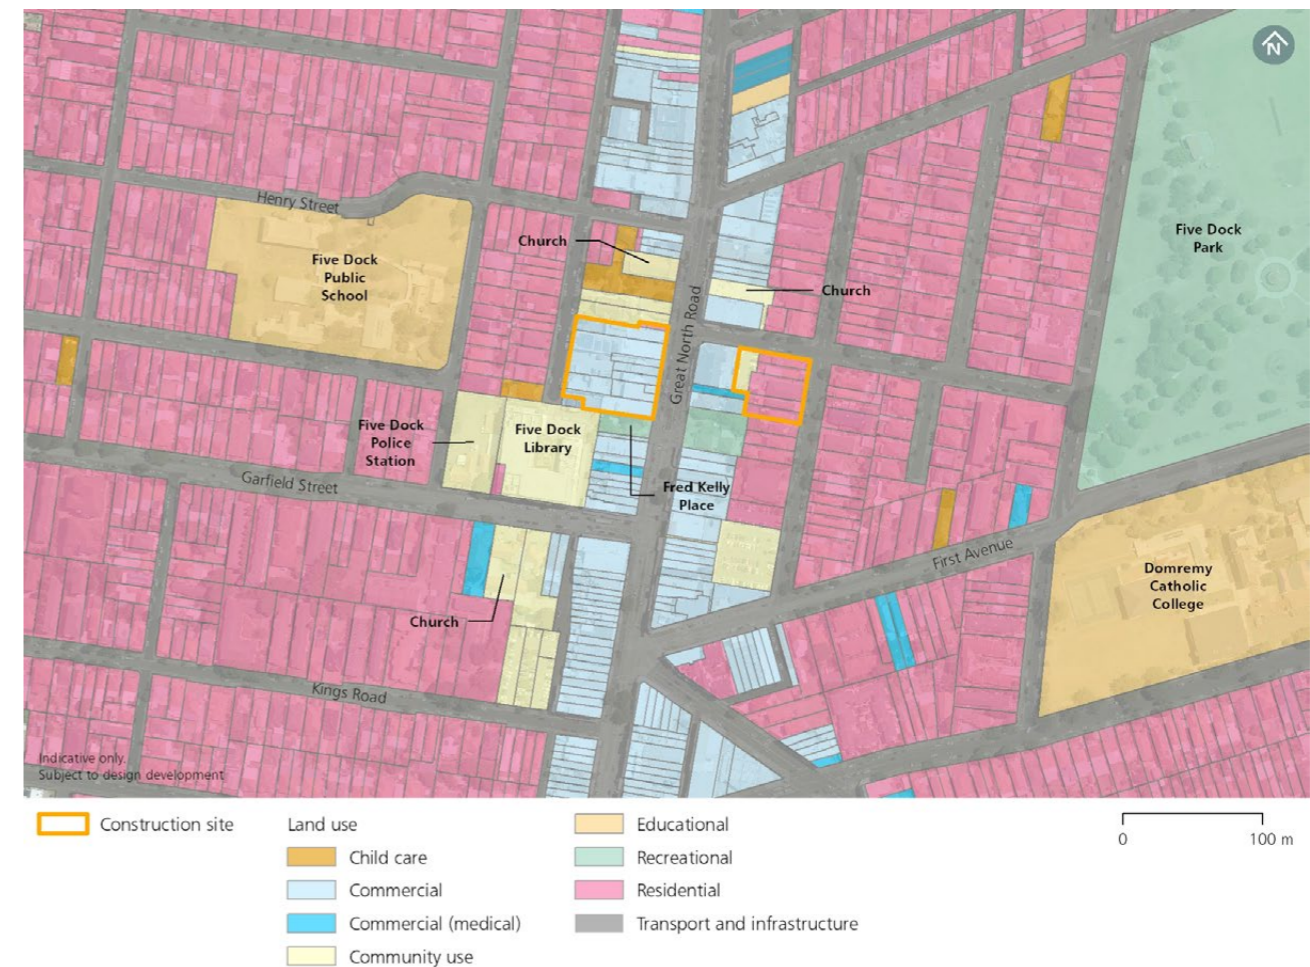 N
Henry Street
Five Dock
Public
School
Church
Church
Five Dock
Park
Great North Road
Five Dock
Police
Station
Five Dock
Library
Fred Kelly
Place
Garfield Street
First Avenue
Domremy
Catholic
College
Church
Kings Road
Indicative only.
Subject to design development
Construction site
Land use
Child care
Commercial
Commercial (medical)
Community use
Educational
Recreational
Residential
Transport and infrastructure
0
100 m